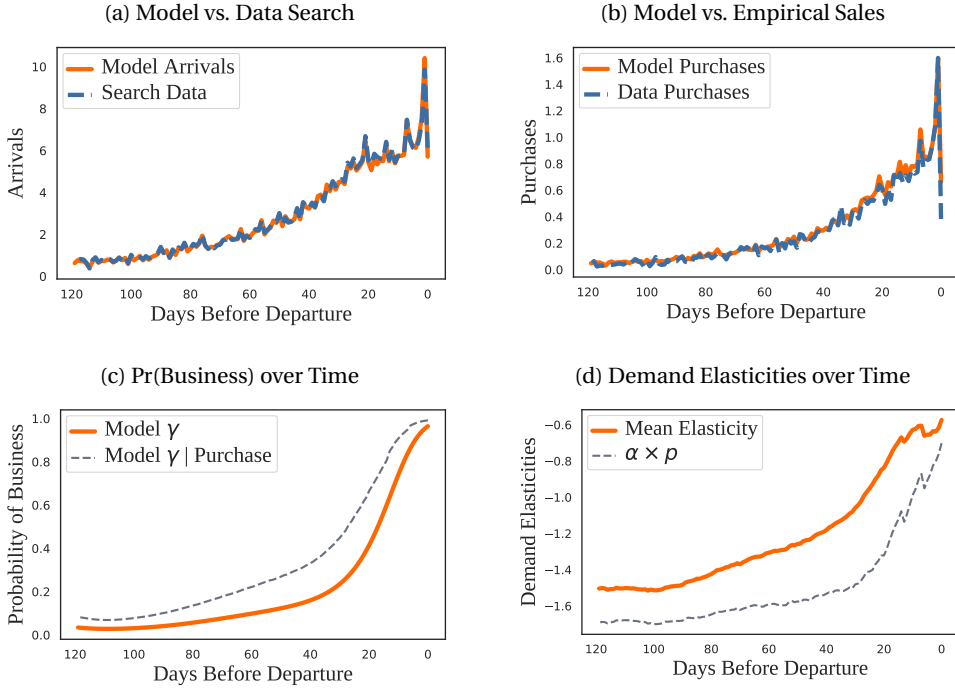 (a) Model vs. Data Search
Arrivals
10
8
6
4
2
0
Model Arrivals
Search Data
120 100 80 60 40 20 0
Days Before Departure
(b) Model vs. Empirical Sales
Purchases
1.6
1.4
1.2
1.0
0.8
0.6
0.4
0.2
0.0
Model Purchases
Data Purchases
120 100 80 60 40 20 0
Days Before Departure
(c) Pr(Business) over Time
Probability of Business
1.0
0.8
0.6
0.4
0.2
0.0
Model γ
Model γ | Purchase
120 100 80 60 40 20 0
Days Before Departure
(d) Demand Elasticities over Time
Demand Elasticities
−0.6
−0.8
−1.0
−1.2
−1.4
−1.6
Mean Elasticity
α × p
120 100 80 60 40 20 0
Days Before Departure